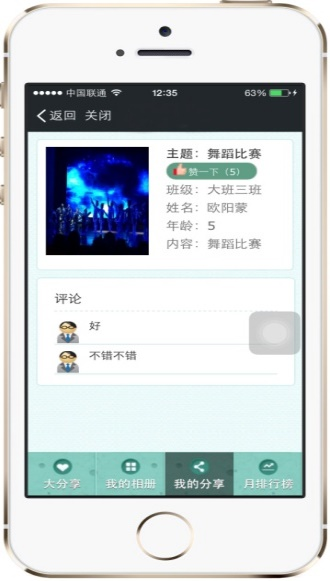 中国联通 12:35 63%
返回 关闭
主题：舞蹈比赛
赞一下（5）
班级：大班三班
姓名：欧阳蒙
年龄：5
内容：舞蹈比赛
评论
好
不错不错
大分享 我的相册 我的分享 月排行榜